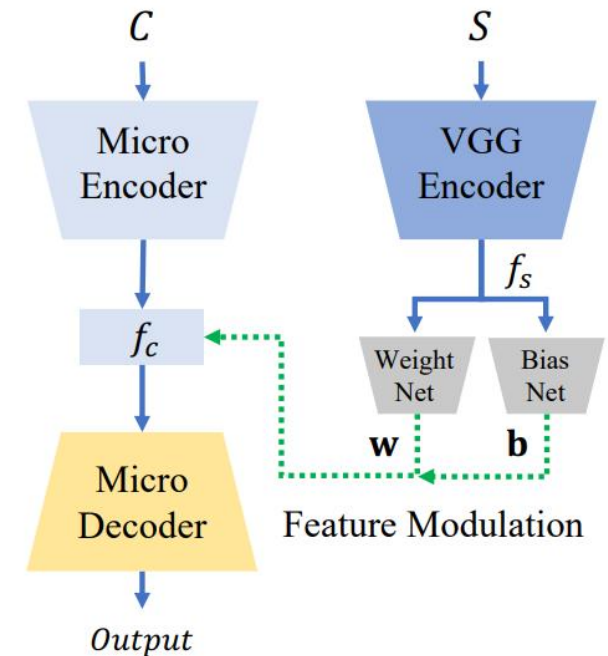 C
S
Micro
Encoder
VGG
Encoder
f_s
f_c
Weight
Net
Bias
Net
w
b
Micro
Decoder
Feature Modulation
Output